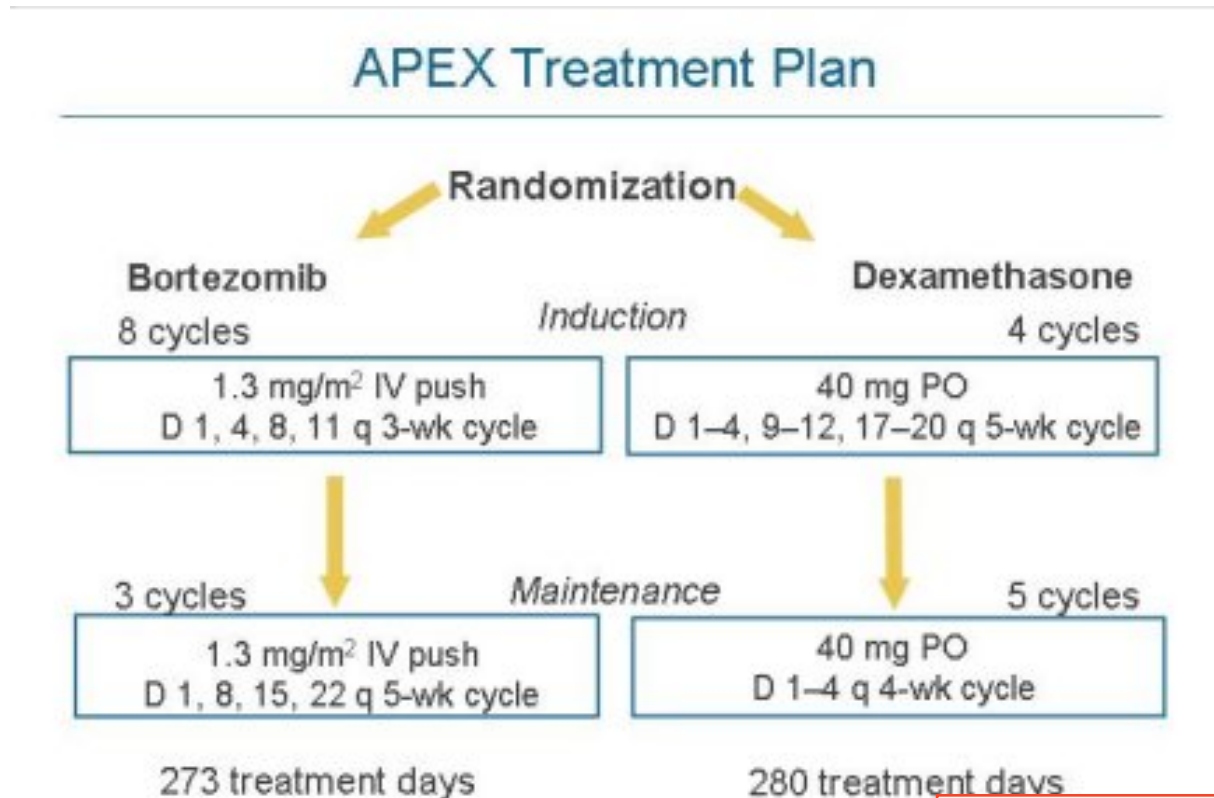 APEX Treatment Plan
Randomization
Bortezomib
Dexamethasone
8 cycles
Induction
4 cycles
1.3 mg/m² IV push
D 1, 4, 8, 11 q 3-wk cycle
40 mg PO
D 1–4, 9–12, 17–20 q 5-wk cycle
3 cycles
Maintenance
5 cycles
1.3 mg/m² IV push
D 1, 8, 15, 22 q 5-wk cycle
40 mg PO
D 1–4 q 4-wk cycle
273 treatment days
280 treatment days